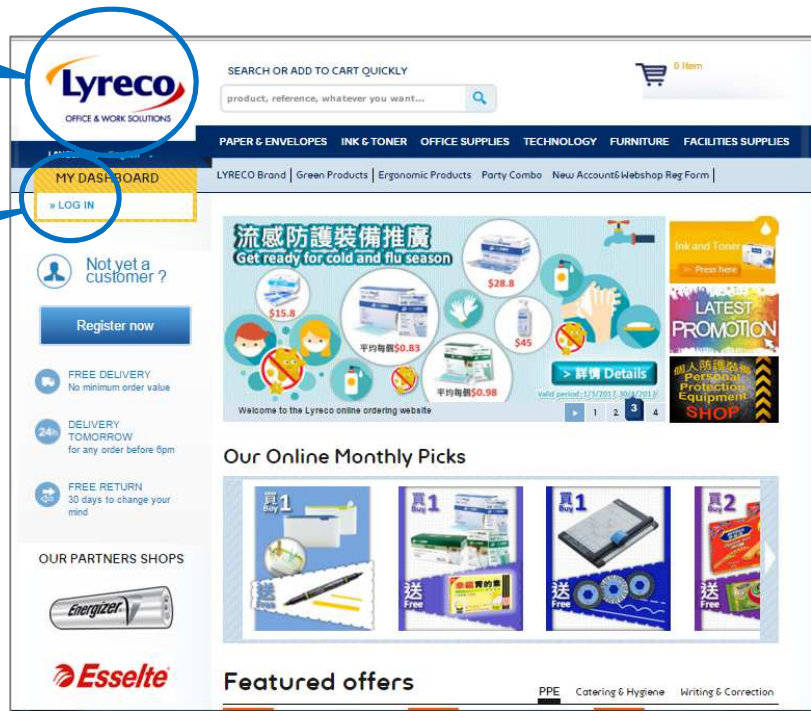 Lyreco
OFFICE & WORK SOLUTIONS
SEARCH OR ADD TO CART QUICKLY
product, reference, whatever you want...
0 Item
PAPER & ENVELOPES INK & TONER OFFICE SUPPLIES TECHNOLOGY FURNITURE FACILITIES SUPPLIES
MY DASHBOARD
» LOG IN
LYRECO Brand | Green Products | Ergonomic Products Party Combo New Account&Webshop Reg Form |
Not yet a
customer ?
Register now
FREE DELIVERY
No minimum order value
24h
DELIVERY
TOMORROW
for any order before 6pm
FREE RETURN
30 days to change your
mind
OUR PARTNERS SHOPS
Energizer
Esselte
流感防護裝備推廣
Get ready for cold and flu season
$28.8
$15.8
平均每個$0.83
$45
平均每個$0.98
> 詳情 Details
Welcome to the Lyreco online ordering website
1 2 3 4
Ink and Toner
Press here
LATEST
PROMOTION
個人防護裝備
Personal
Protection
Equipment
SHOP
Our Online Monthly Picks
買1
Buy
送
Free
買1
Buy
送
Free
買1
Buy
送
Free
買2
Buy
送
Free
Featured offers
PPE Catering & Hygiene Writing & Correction